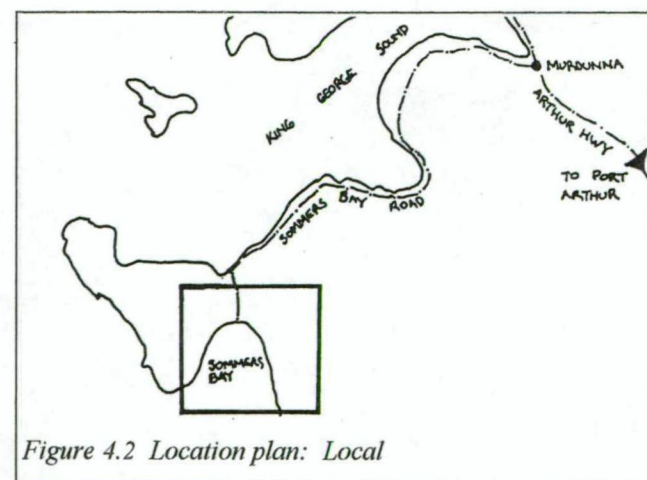 KING GEORGE SOUND
MURDUNNA
ARTHUR HWY
TO PORT
ARTHUR
SOMMERS BAY ROAD
SOMMERS
BAY
Figure 4.2 Location plan: Local